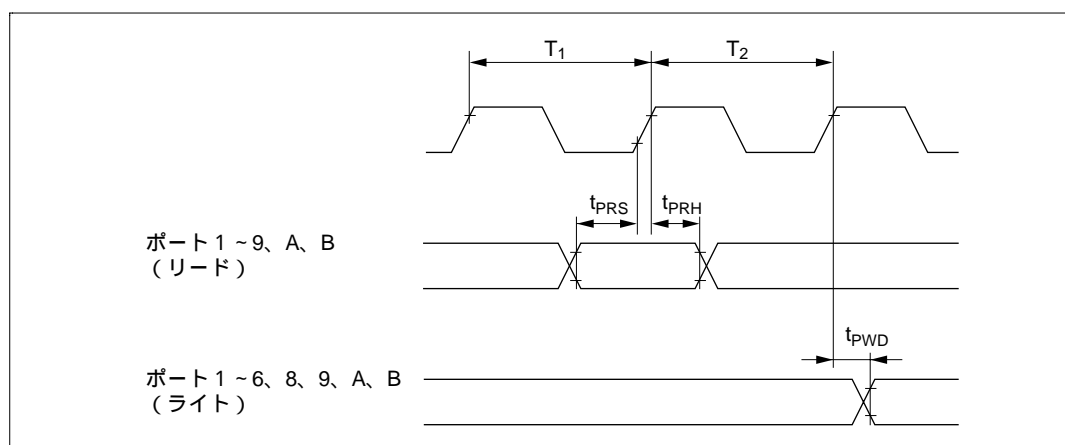 T1 T2
tPRS tPRH
ポート 1 ~ 9、A、B
( リード )
tPWD
ポート 1 ~ 6、8、9、A、B
( ライト )